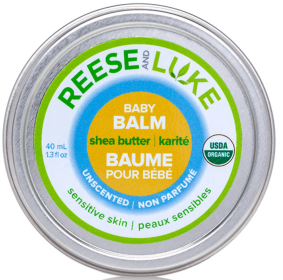 REESE AND LUKE
BABY
BALM
shea butter | karité
40 mL
1.3 fl oz
USDA
ORGANIC
BAUME
POUR BÉBÉ
UNSCENTED | NON PARFUMÉ
sensitive skin | peaux sensibles